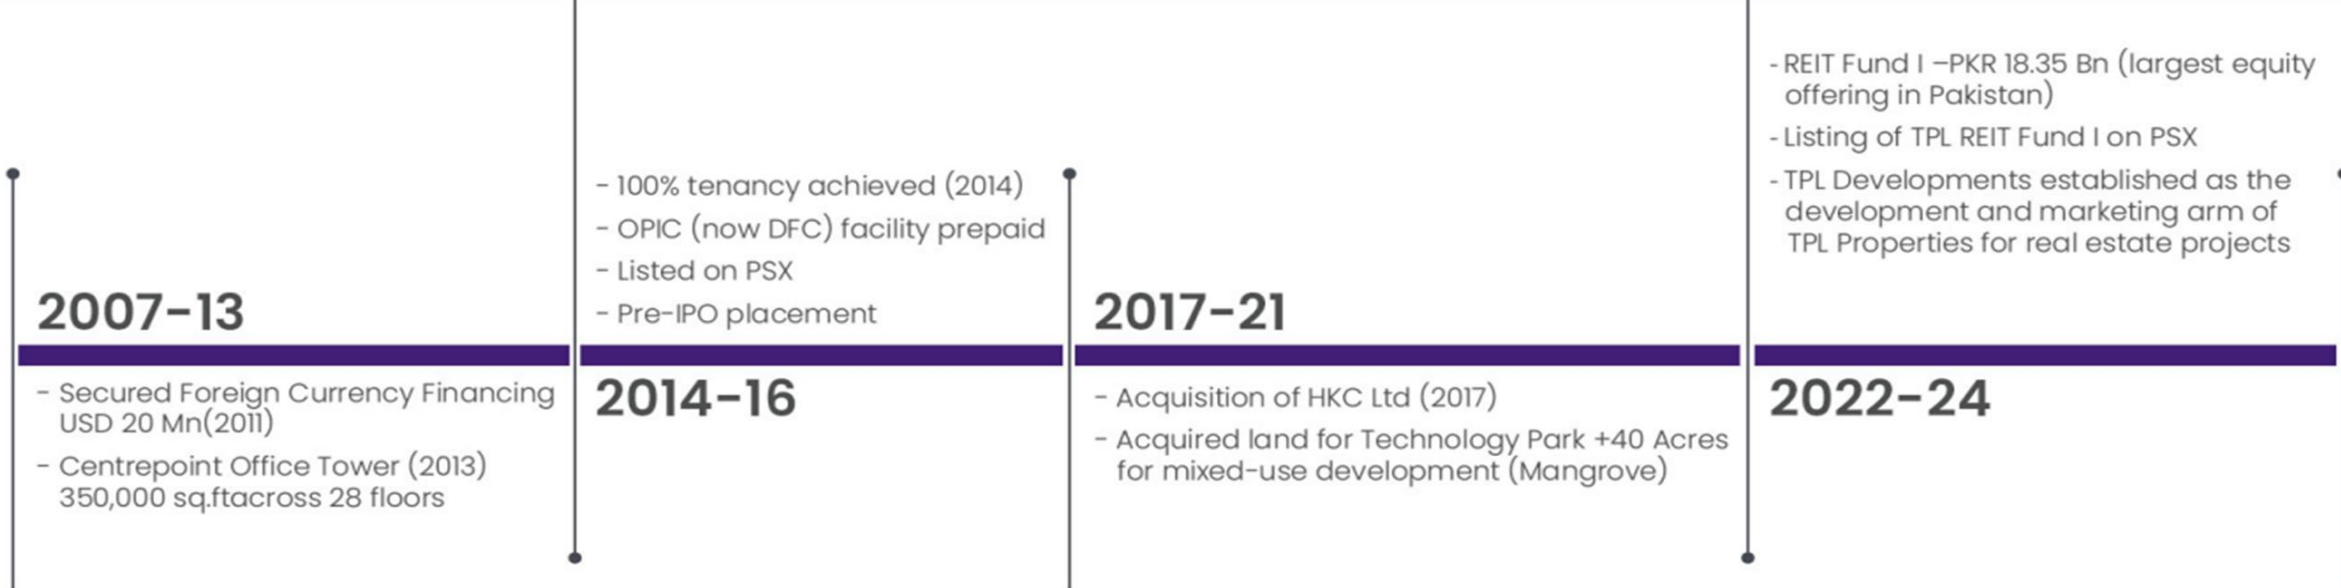 2007-13
- Secured Foreign Currency Financing
USD 20 Mn(2011)
- Centrepoint Office Tower (2013)
350,000 sq.ftacross 28 floors
- 100% tenancy achieved (2014)
- OPIC (now DFC) facility prepaid
- Listed on PSX
- Pre-IPO placement
2014-16
2017-21
- Acquisition of HKC Ltd (2017)
- Acquired land for Technology Park +40 Acres
for mixed-use development (Mangrove)
- REIT Fund I –PKR 18.35 Bn (largest equity
offering in Pakistan)
- Listing of TPL REIT Fund I on PSX
- TPL Developments established as the
development and marketing arm of
TPL Properties for real estate projects
2022-24